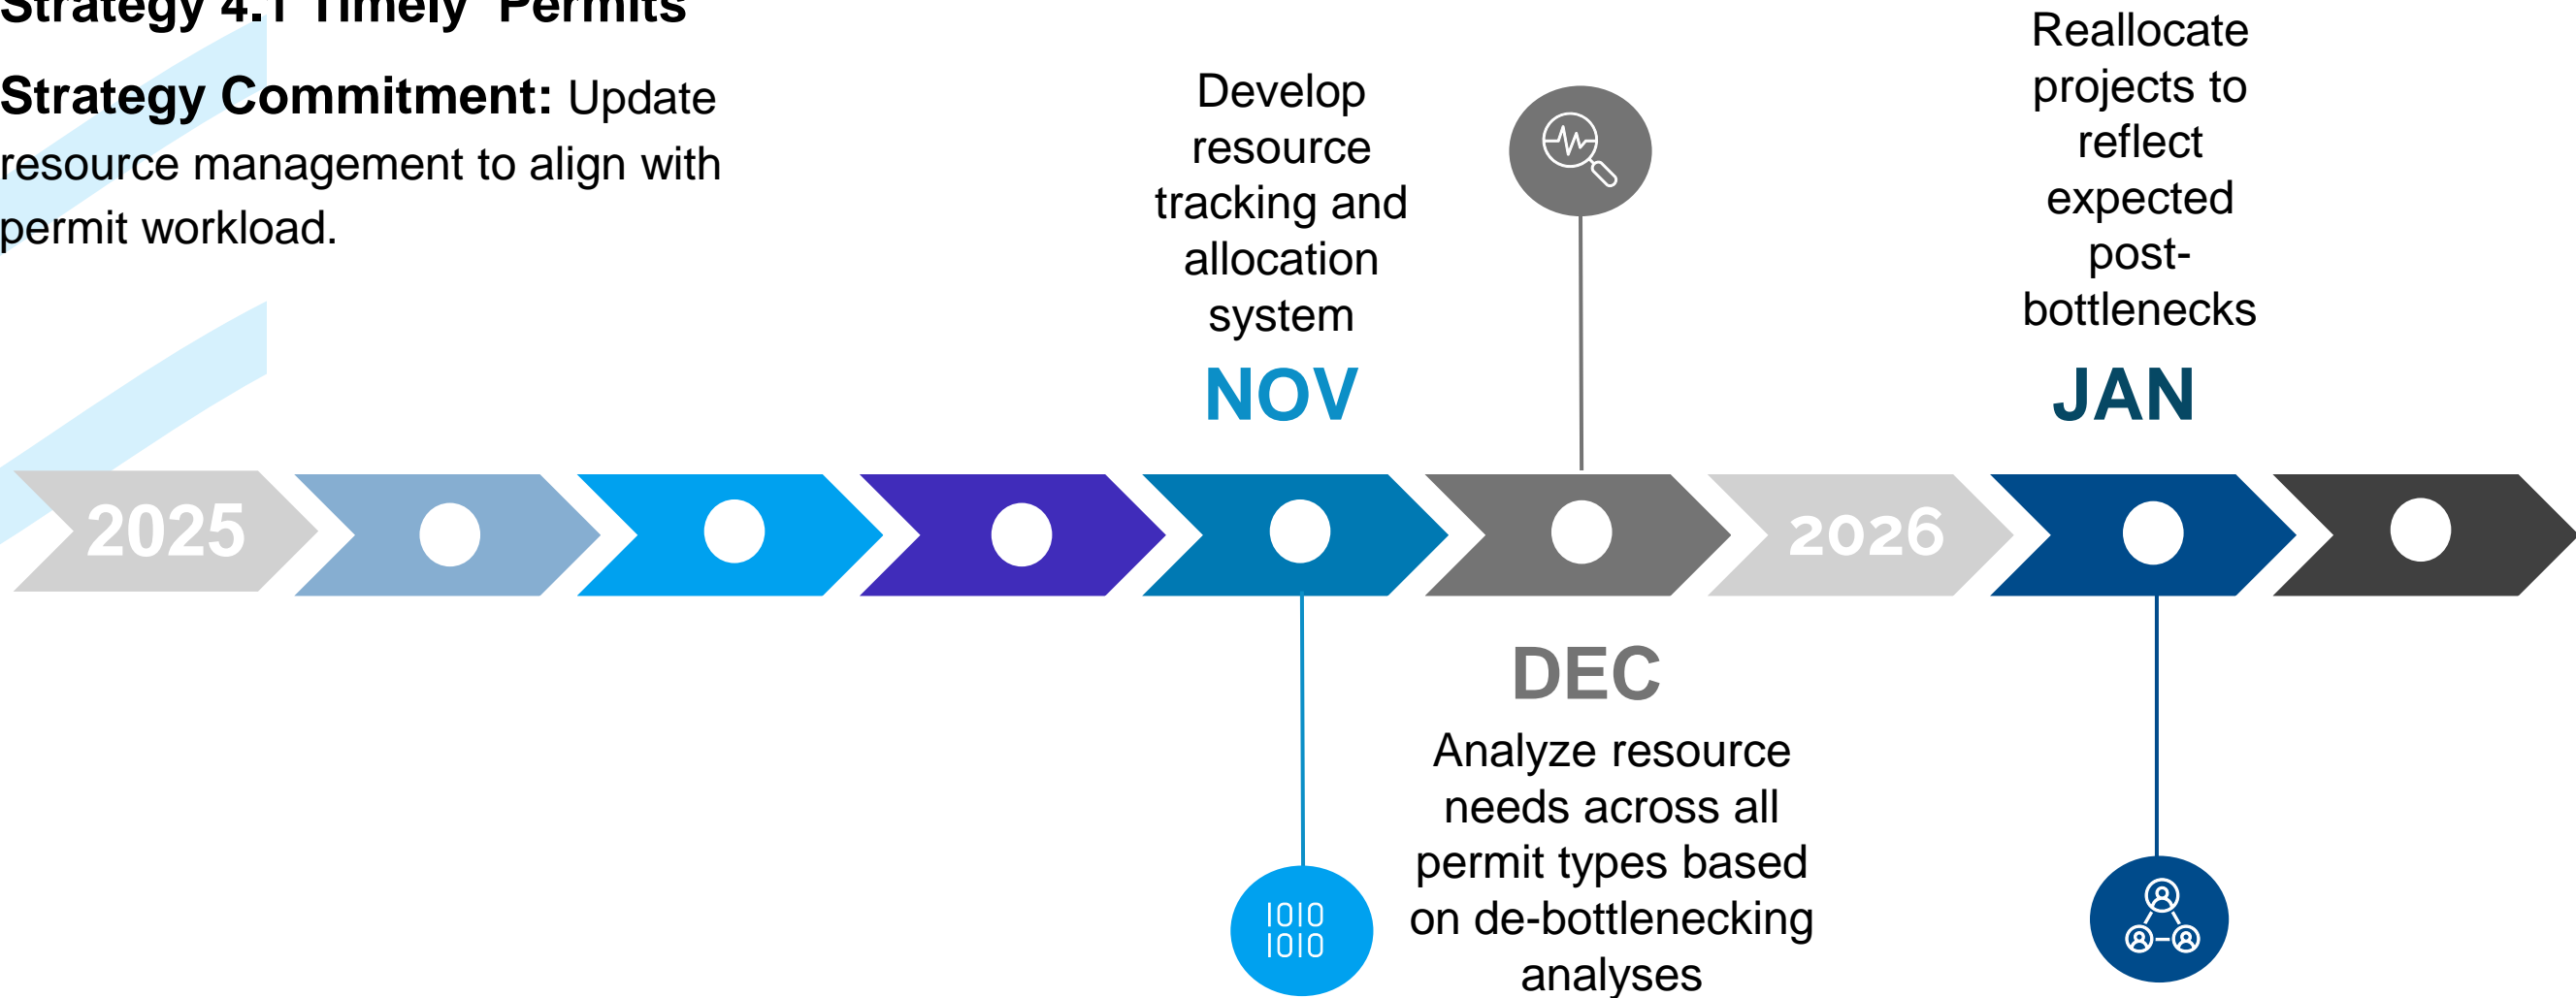 Strategy 4.1 Timely  Permits
Strategy Commitment: Update
resource management to align with
permit workload.
Develop
resource
tracking and
allocation
system
NOV
Reallocate
projects to
reflect
expected
post-
bottlenecks
JAN
2025
2026
DEC
Analyze resource
needs across all
permit types based
on de-bottlenecking
analyses
1010
1010